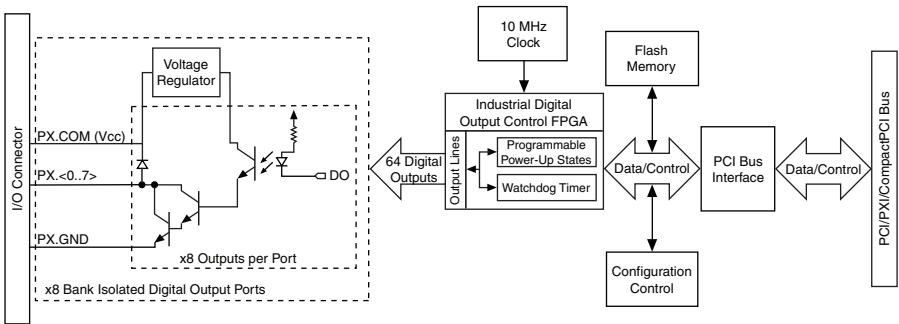 I/O Connector
Voltage
Regulator
PX.COM (Vcc)
PX.<0..7>
PX.GND
DO
x8 Outputs per Port
x8 Bank Isolated Digital Output Ports
64 Digital
Outputs
10 MHz
Clock
Industrial Digital
Output Control FPGA
Output Lines
Programmable
Power-Up States
Watchdog Timer
Flash
Memory
Data/Control
Configuration
Control
PCI Bus
Interface
Data/Control
PCI/PXI/CompactPCI Bus